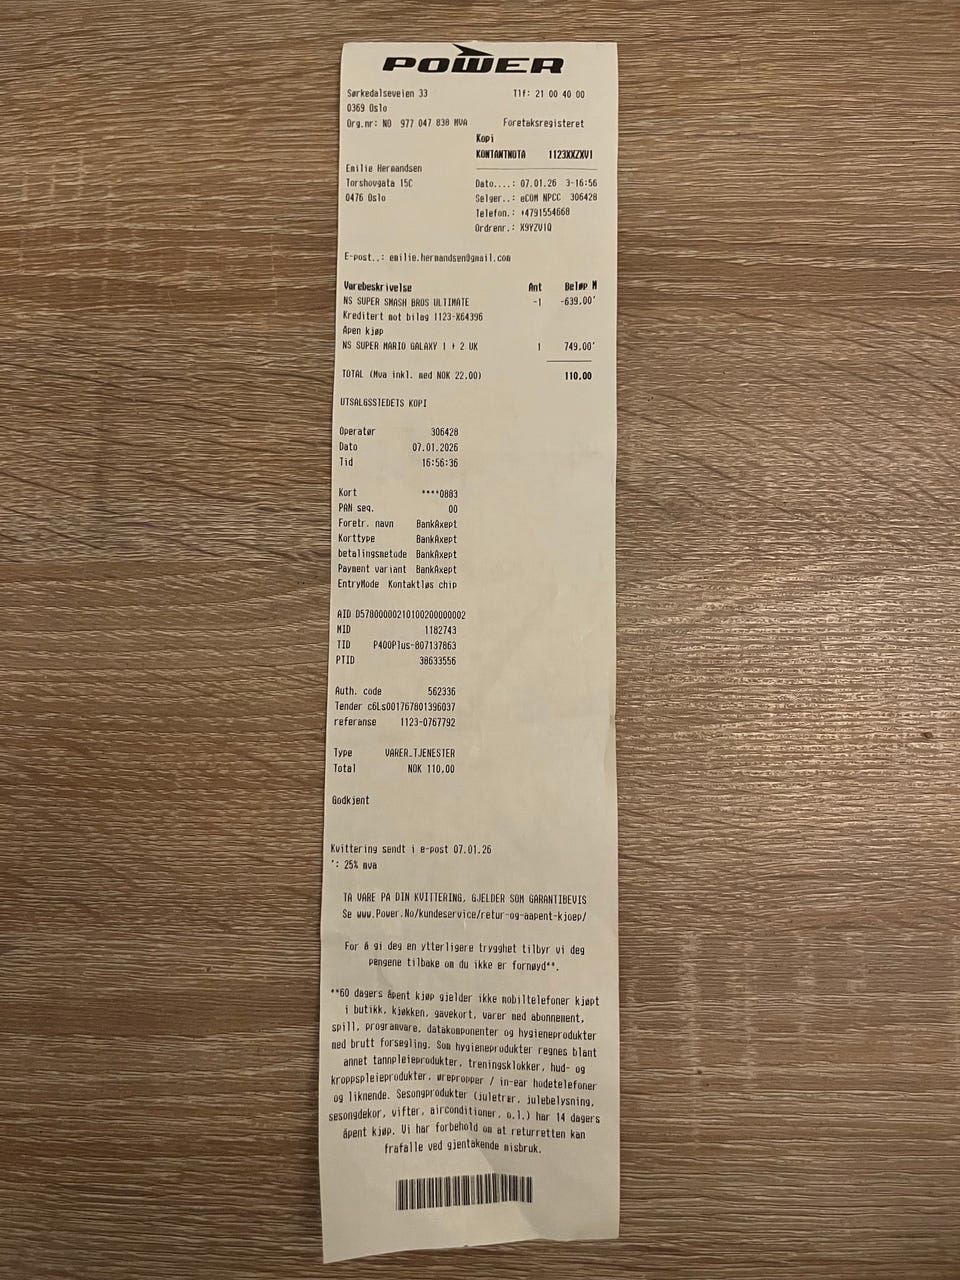 POWER
Sørkedalsveien 33 Tlf: 21 00 40 00
0369 Oslo
Org.nr: NO 977 047 838 MVA Foretaksregisteret
Kopi
KONTANTNOTA 1123XXZXV1
Emilie Hermandsen
Torshovgata 15C Dato....: 07.01.26 3-16:56
0476 Oslo Selger..: eCOM NPCC 306428
Telefon.: +4791554668
Ordrenr.: X9YZV1Q
E-post..: emilie.hermandsen@gmail.com
Varebeskrivelse Ant Beløp M
NS SUPER SMASH BROS ULTIMATE -1 -639.00'
Kreditert mot bilag 1123-X64396
Åpen kjøp
NS SUPER MARIO GALAXY 1 + 2 UK 1 749.00'
TOTAL (Mva inkl. med NOK 22.00) 110.00
UTSALGSSTEDETS KOPI
Operatør 306428
Dato 07.01.2026
Tid 16:56:36
Kort ****0883
PAN seq. 00
Foretr. navn BankAxept
Korttype BankAxept
betalingsmetode BankAxept
Payment variant BankAxept
EntryMode Kontaktløs chip
AID D5780000021010020000000​2
MID 1182743
TID P400Plus-807137863
PTID 38633556
Auth. code 562336
Tender c6Ls001767801396037
referanse 1123-0767792
Type VARER_TJENESTER
Total NOK 110.00
Godkjent
Kvittering sendt i e-post 07.01.26
': 25% mva
TA VARE PÅ DIN KVITTERING, GJELDER SOM GARANTIBEVIS
Se www.Power.No/kundeservice/retur-og-aapent-kjoep/
For å gi deg en ytterligere trygghet tilbyr vi deg
pengene tilbake om du ikke er fornøyd**.
**60 dagers åpent kjøp gjelder ikke mobiltelefoner kjøpt
i butikk, kjøkken, gavekort, varer med abonnement,
spill, programvare, datakomponenter og hygieneprodukter
med brutt forsegling. Som hygieneprodukter regnes blant
annet tannpleieprodukter, treningsklokker, hud- og
kroppspleieprodukter, ørepropper / in-ear hodetelefoner
og liknende. Sesongprodukter (juletrær, julebelysning,
sesongdekor, vifter, airconditioner, o.l.) har 14 dagers
åpent kjøp. Vi har forbehold om at returretten kan
frafalle ved gjentakende misbruk.